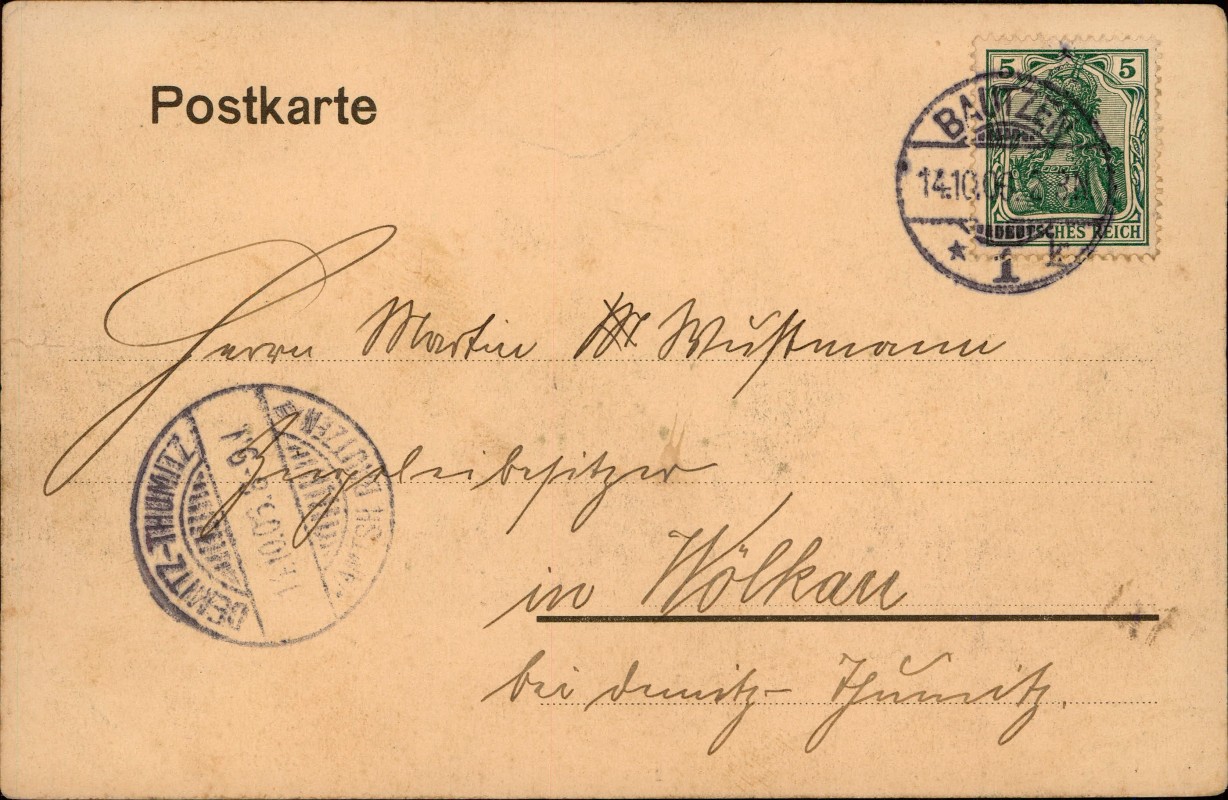 Postkarte
5 5
DEUTSCHES REICH
BAUTZEN
14.10.0
* 1
Herrn Martin Wustmann
Ziegeleibesitzer
in Wölkau
bei Demitz-Thumitz.
DEMITZ-THUMITZ